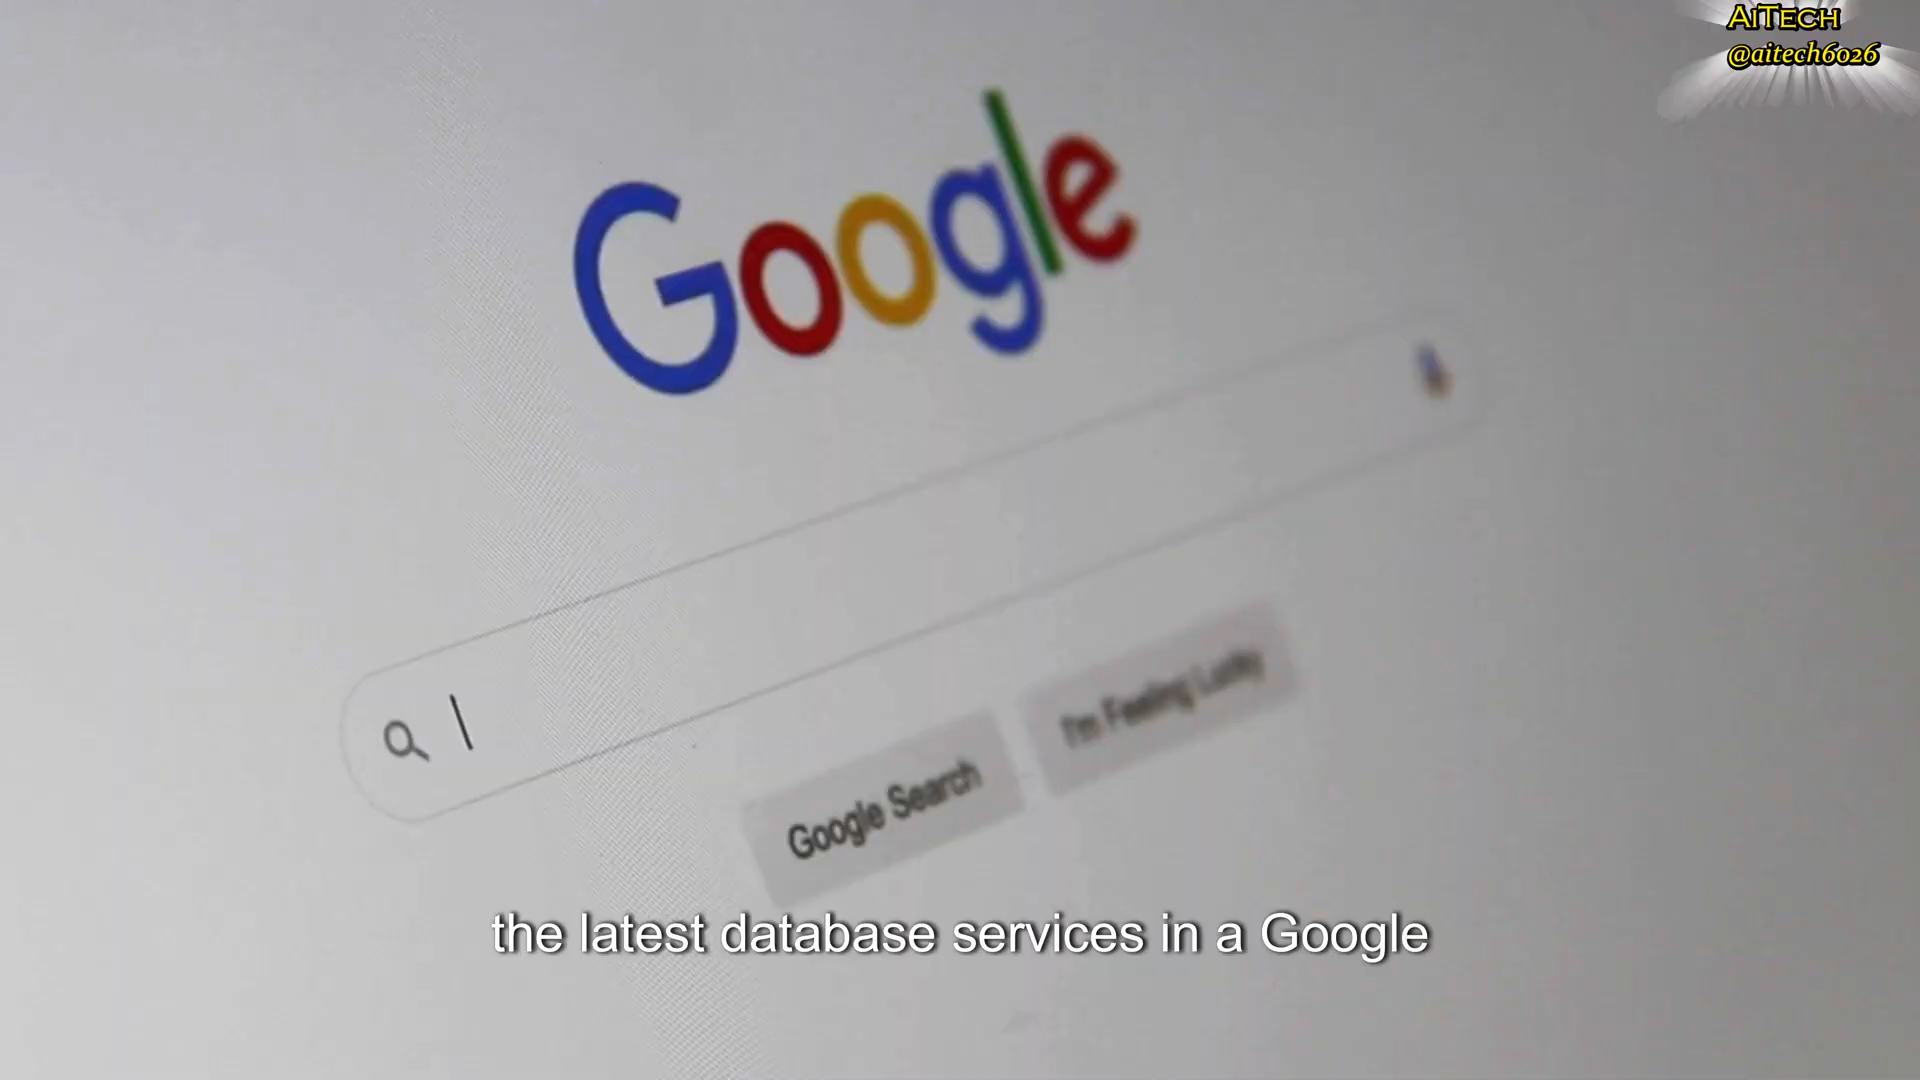 AiTech
@aitech6026
Google
I'm Feeling Lucky
Google Search
the latest database services in a Google